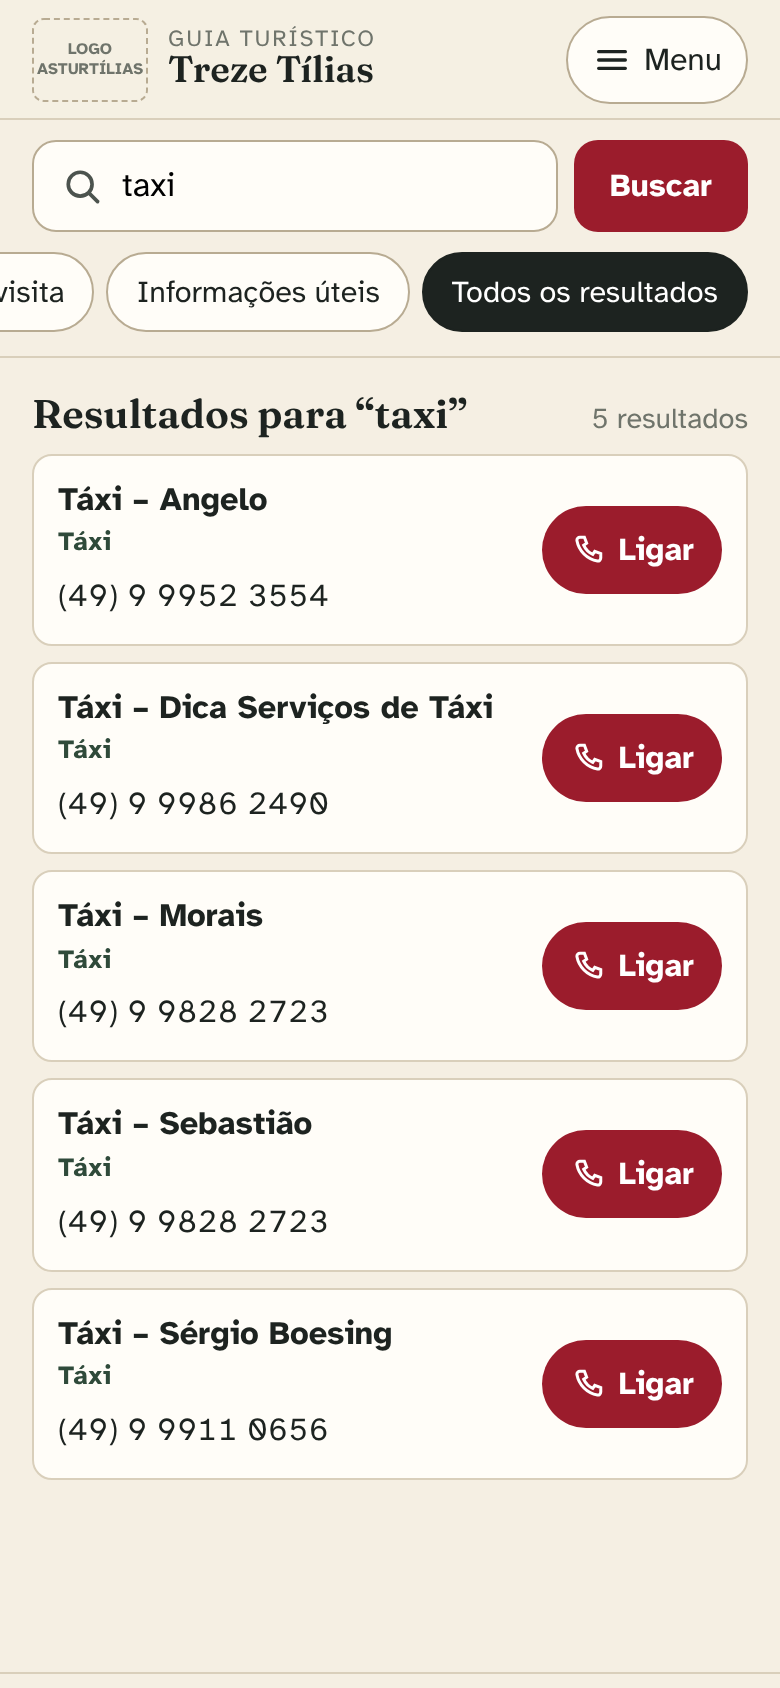 LOGO
ASTURTÍLIAS
GUIA TURÍSTICO
Treze Tílias
Menu
taxi
Buscar
visita
Informações úteis
Todos os resultados
Resultados para “taxi”
5 resultados
Táxi – Angelo
Táxi
(49) 9 9952 3554
Ligar
Táxi – Dica Serviços de Táxi
Táxi
(49) 9 9986 2490
Ligar
Táxi – Morais
Táxi
(49) 9 9828 2723
Ligar
Táxi – Sebastião
Táxi
(49) 9 9828 2723
Ligar
Táxi – Sérgio Boesing
Táxi
(49) 9 9911 0656
Ligar